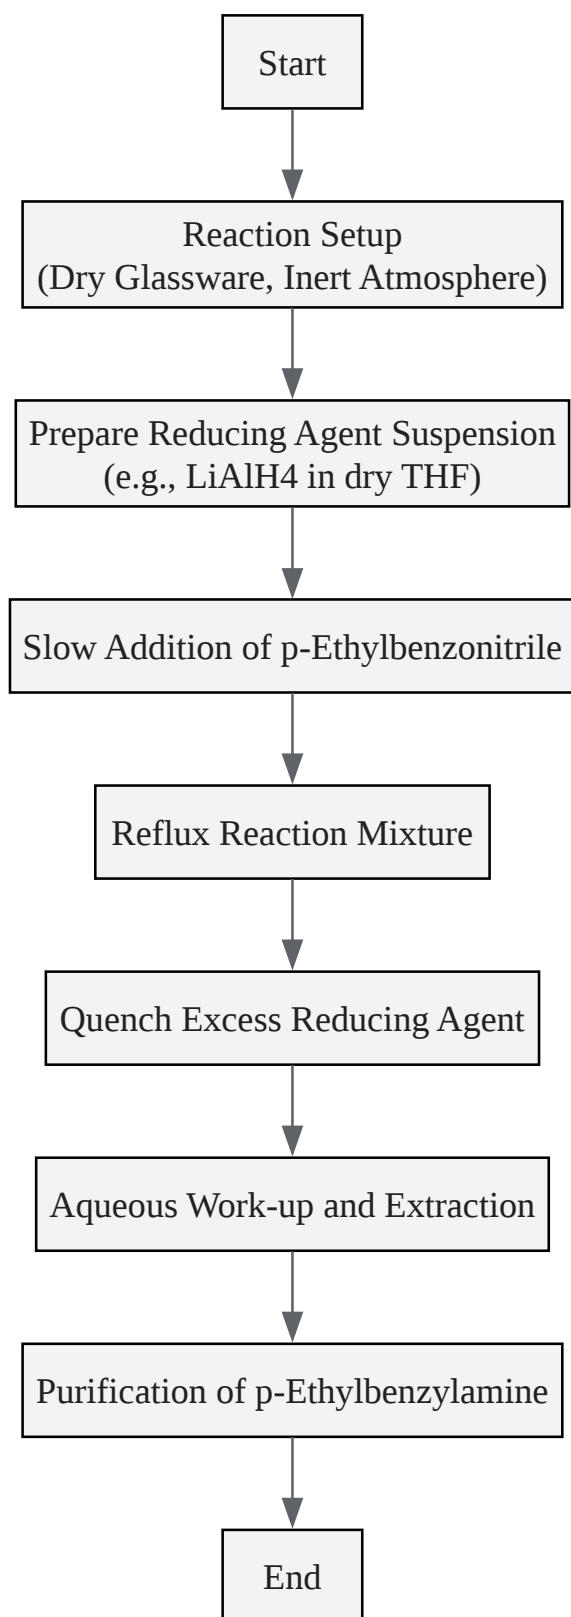 Start
Reaction Setup
(Dry Glassware, Inert Atmosphere)
Prepare Reducing Agent Suspension
(e.g., LiAlH4 in dry THF)
Slow Addition of p-Ethylbenzonitrile
Reflux Reaction Mixture
Quench Excess Reducing Agent
Aqueous Work-up and Extraction
Purification of p-Ethylbenzylamine
End